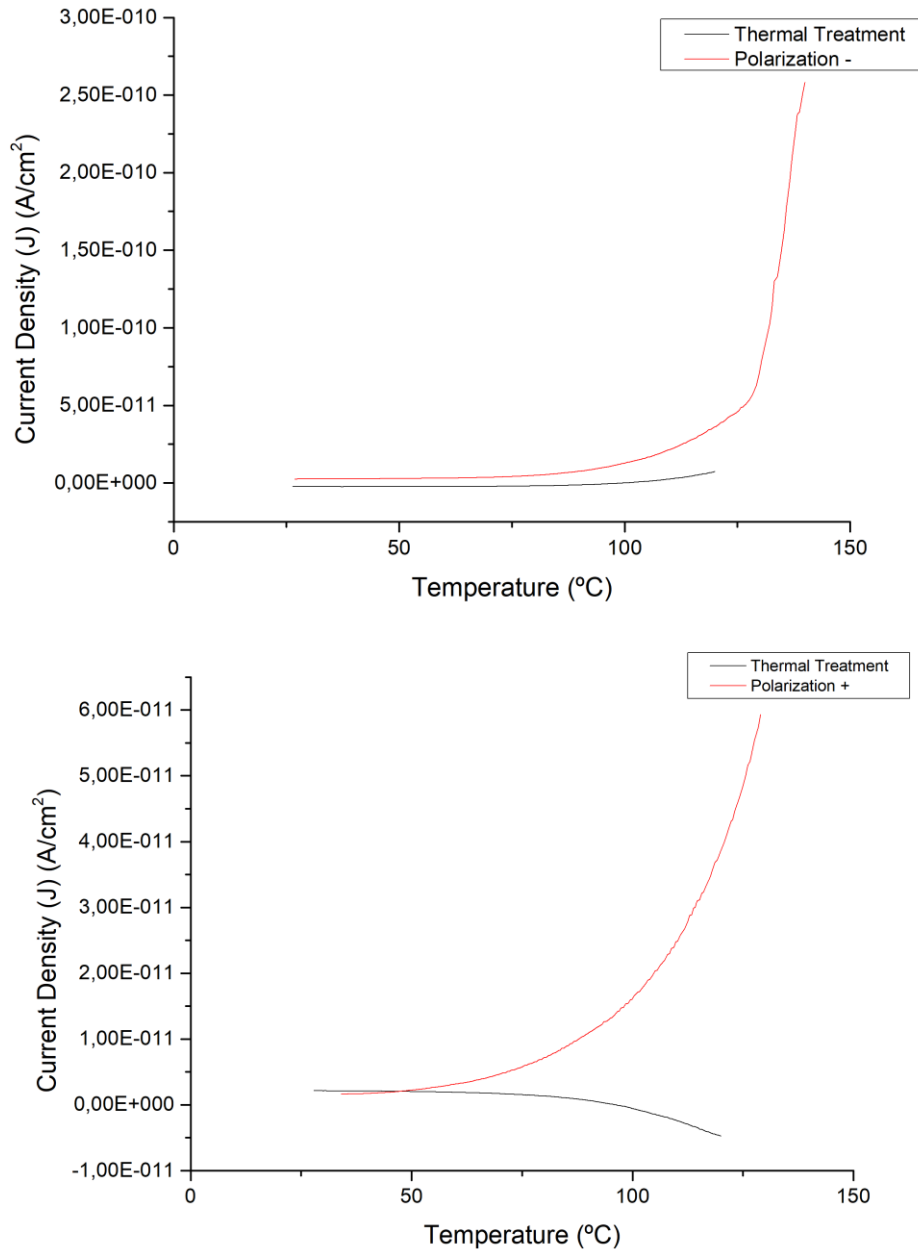 3,00E-010
Thermal Treatment
Polarization -
2,50E-010
2,00E-010
1,50E-010
1,00E-010
5,00E-011
0,00E+000
Current Density (J) (A/cm²)
0 50 100 150
Temperature (ºC)
Thermal Treatment
Polarization +
6,00E-011
5,00E-011
4,00E-011
3,00E-011
2,00E-011
1,00E-011
0,00E+000
-1,00E-011
Current Density (J) (A/cm²)
0 50 100 150
Temperature (ºC)